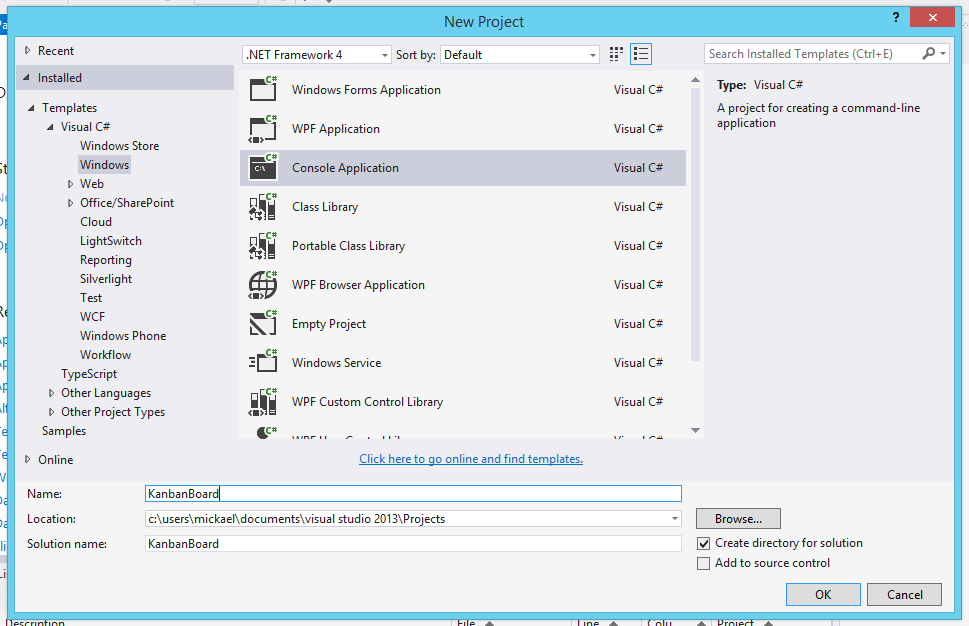 New Project
?
Recent
.NET Framework 4
Sort by:
Default
Search Installed Templates (Ctrl+E)
Installed
Templates
Visual C#
Windows Store
Windows
Web
Office/SharePoint
Cloud
LightSwitch
Reporting
Silverlight
Test
WCF
Windows Phone
Workflow
TypeScript
Other Languages
Other Project Types
Samples
Online
Windows Forms Application Visual C#
WPF Application Visual C#
Console Application Visual C#
Class Library Visual C#
Portable Class Library Visual C#
WPF Browser Application Visual C#
Empty Project Visual C#
Windows Service Visual C#
WPF Custom Control Library Visual C#
Click here to go online and find templates.
Type: Visual C#
A project for creating a command-line
application
Name: KanbanBoard
Location: c:\users\mickael\documents\visual studio 2013\Projects
Browse...
Solution name: KanbanBoard
Create directory for solution
Add to source control
OK
Cancel
Description File Line Colu Project